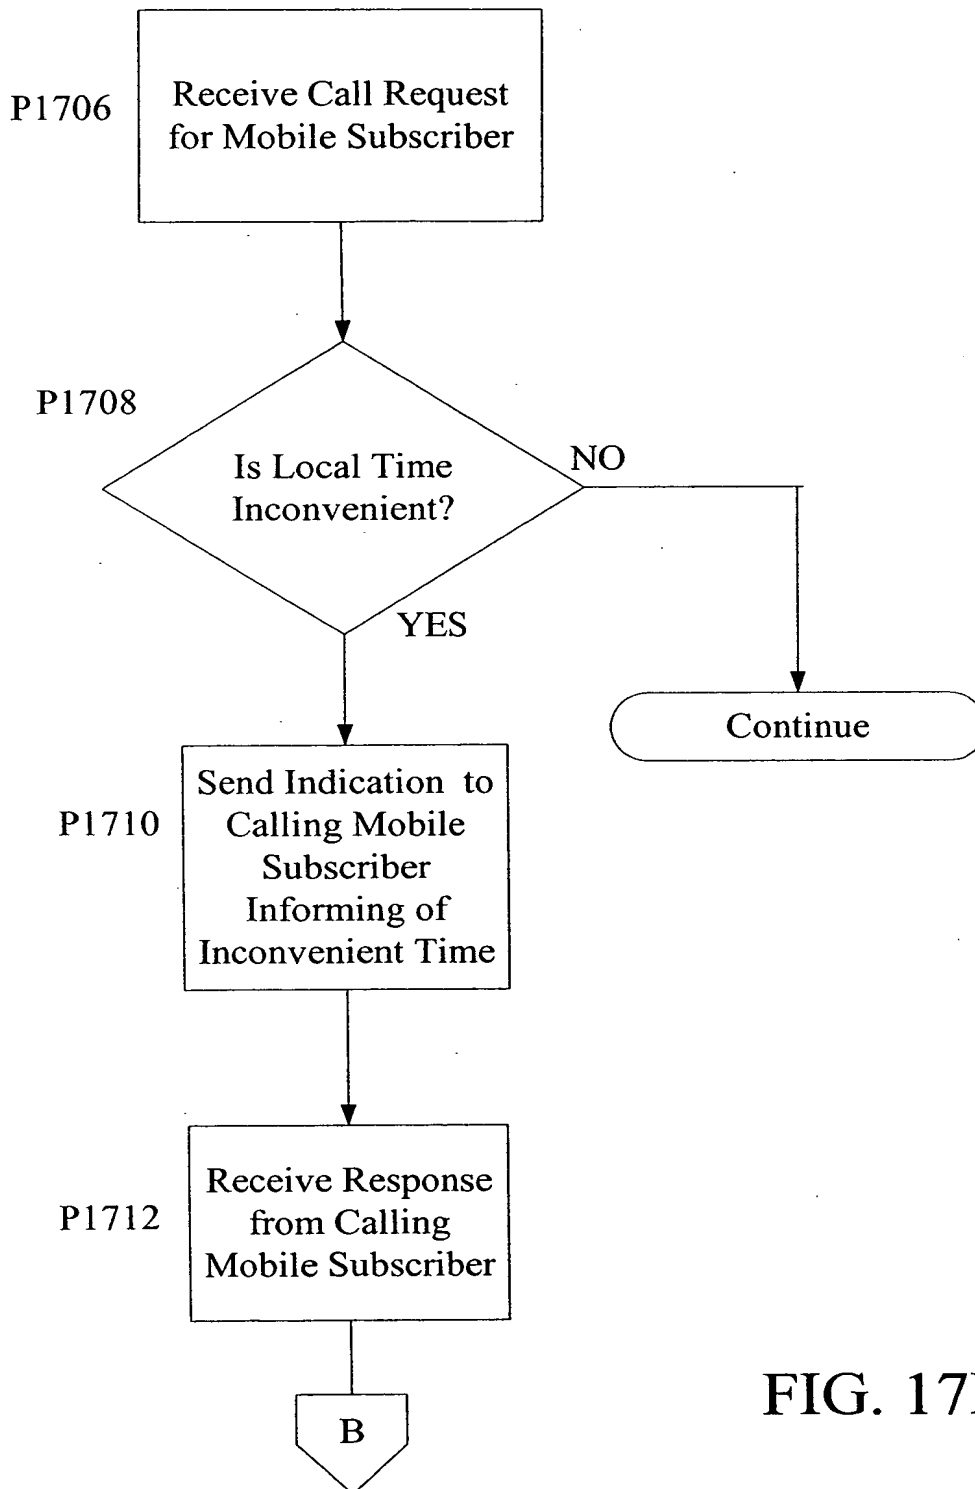 P1706
Receive Call Request
for Mobile Subscriber
P1708
Is Local Time
Inconvenient?
NO
YES
Continue
P1710
Send Indication to
Calling Mobile
Subscriber
Informing of
Inconvenient Time
P1712
Receive Response
from Calling
Mobile Subscriber
B
FIG.